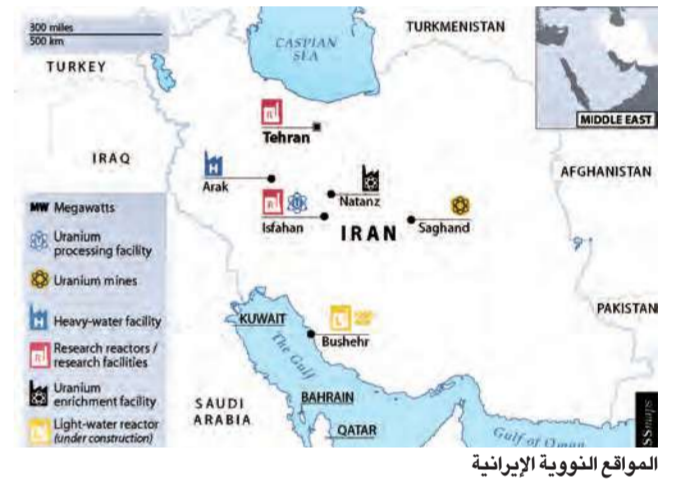 300 miles
500 km
TURKEY
CASPIAN
SEA
TURKMENISTAN
MIDDLE EAST
Tehran
IRAQ
Arak
Natanz
AFGHANISTAN
Isfahan
IRAN
Saghand
MW Megawatts
Uranium
processing facility
Uranium mines
H Heavy-water facility
Research reactors /
research facilities
Uranium
enrichment facility
L Light-water reactor
(under construction)
KUWAIT
L
Bushehr
The Gulf
PAKISTAN
SAUDI
ARABIA
BAHRAIN
QATAR
Gulf of Oman
SSmaps
المواقع النووية الإيرانية